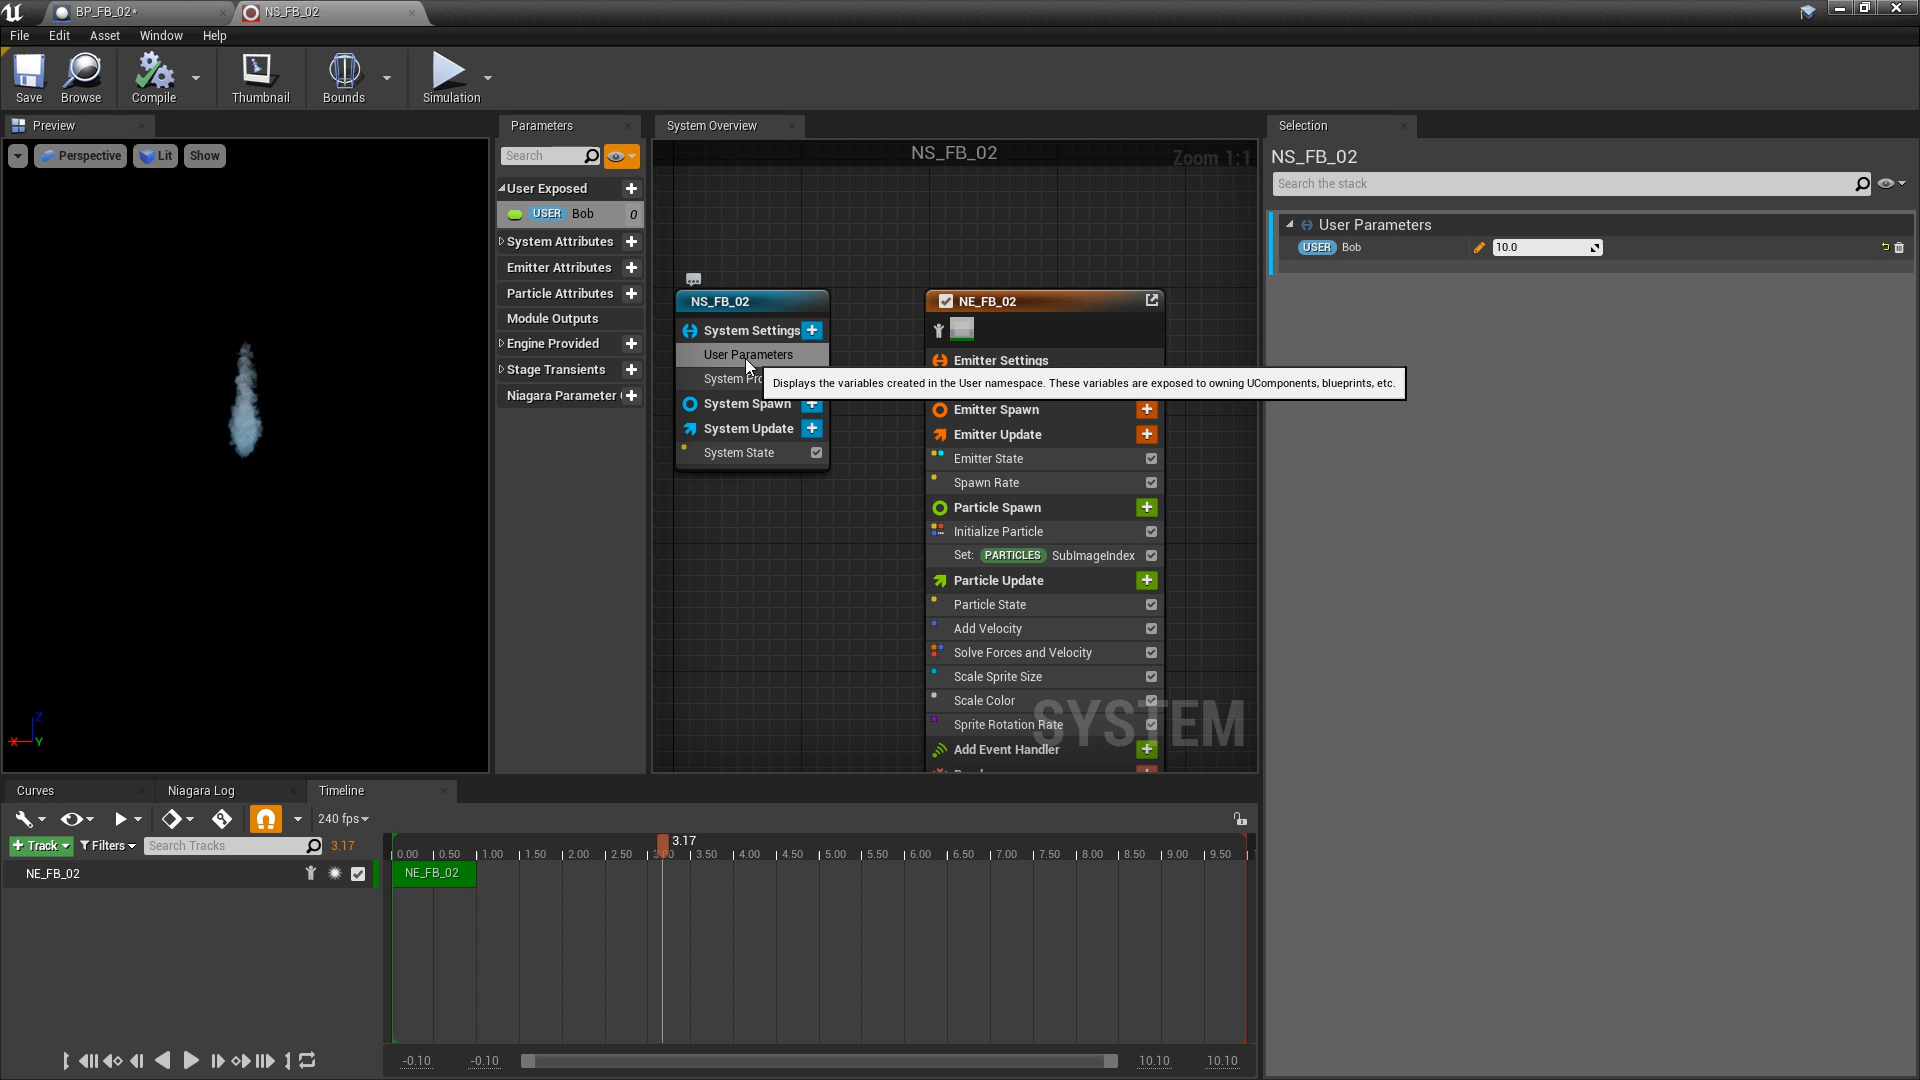 BP_FB_02*
NS_FB_02
File Edit Asset Window Help
Save Browse Compile Thumbnail Bounds Simulation
Preview
Perspective Lit Show
Parameters
Search
User Exposed
USER Bob 0
System Attributes
Emitter Attributes
Particle Attributes
Module Outputs
Engine Provided
Stage Transients
Niagara Parameter
System Overview
NS_FB_02
Zoom 1:1
NS_FB_02
System Settings
User Parameters
System Pro
System Spawn
System Update
System State
NE_FB_02
Emitter Settings
Displays the variables created in the User namespace. These variables are exposed to owning UComponents, blueprints, etc.
Emitter Spawn
Emitter Update
Emitter State
Spawn Rate
Particle Spawn
Initialize Particle
Set: PARTICLES SubImageIndex
Particle Update
Particle State
Add Velocity
Solve Forces and Velocity
Scale Sprite Size
Scale Color
Sprite Rotation Rate
Add Event Handler
SYSTEM
Selection
NS_FB_02
Search the stack
User Parameters
USER Bob 10.0
Z
X Y
Curves Niagara Log Timeline
240 fps
+ Track Filters Search Tracks 3.17
3.17
0.00 0.50 1.00 1.50 2.00 2.50 3.00 3.50 4.00 4.50 5.00 5.50 6.00 6.50 7.00 7.50 8.00 8.50 9.00 9.50
NE_FB_02
NE_FB_02
-0.10 -0.10 10.10 10.10